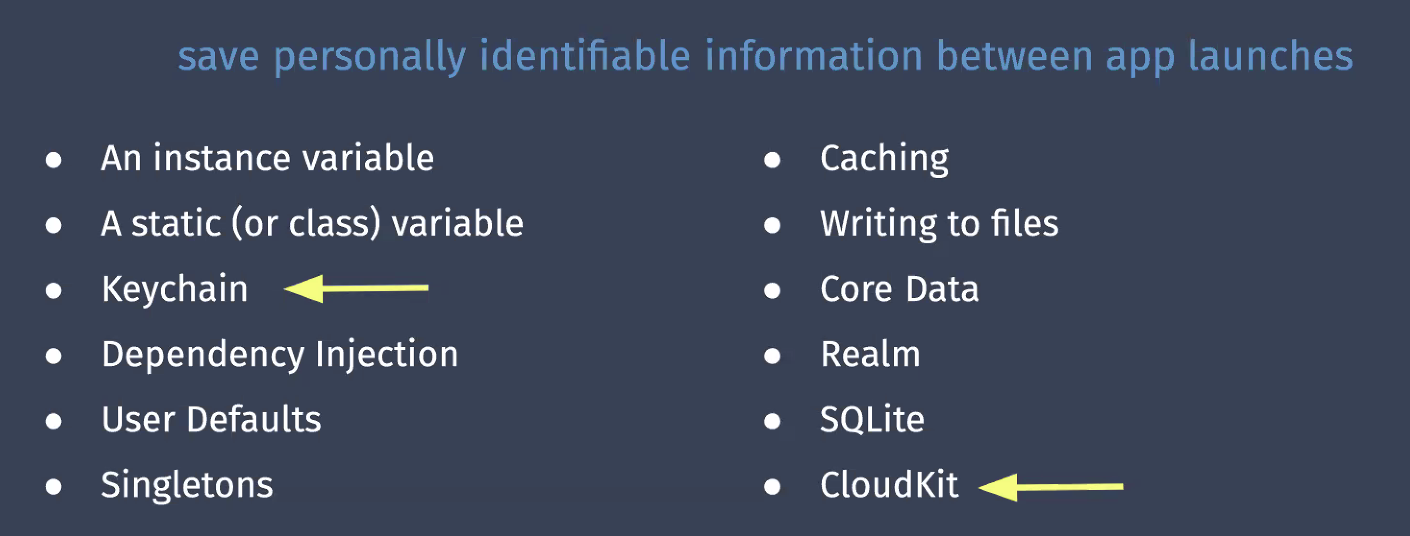 save personally identifiable information between app launches
● An instance variable
● A static (or class) variable
● Keychain
● Dependency Injection
● User Defaults
● Singletons
● Caching
● Writing to files
● Core Data
● Realm
● SQLite
● CloudKit